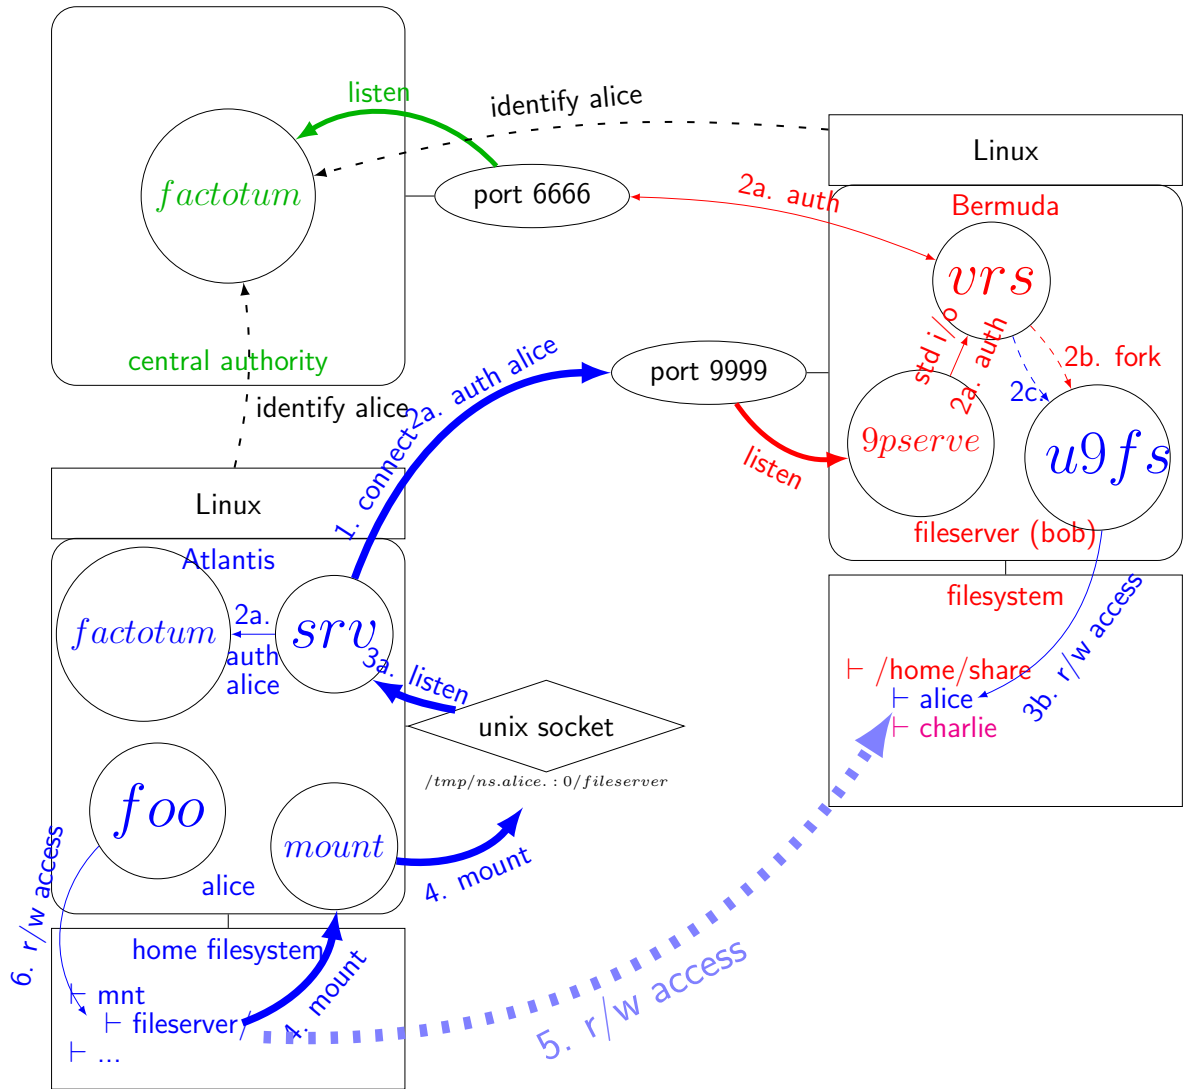 listen
identify alice
Linux
factotum
port 6666
2a. auth
Bermuda
vrs
central authority
std i/o
2a. auth
2b. fork
2c.
port 9999
2a. auth alice
identify alice
1. connect
9pserve
u9fs
listen
fileserver (bob)
Linux
Atlantis
factotum
2a.
auth
alice
srv
3a. listen
filesystem
3b. r/w access
⊢ /home/share
⊢ alice
⊢ charlie
unix socket
/tmp/ns.alice. : 0/fileserver
foo
mount
alice
4. mount
6. r/w access
home filesystem
⊢ mnt
⊢ fileserver/
⊢ ...
4. mount
5. r/w access